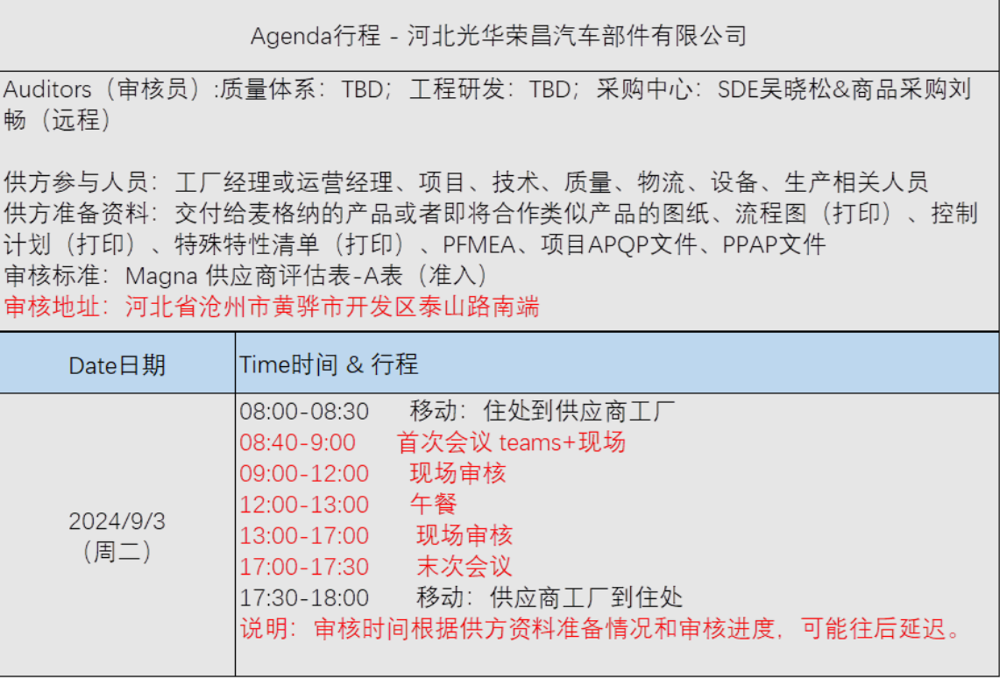 Agenda行程 - 河北光华荣昌汽车部件有限公司
Auditors（审核员）:质量体系：TBD；工程研发：TBD；采购中心：SDE吴晓松&商品采购刘
畅（远程）
供方参与人员：工厂经理或运营经理、项目、技术、质量、物流、设备、生产相关人员
供方准备资料：交付给麦格纳的产品或者即将合作类似产品的图纸、流程图（打印）、控制
计划（打印）、特殊特性清单（打印）、PFMEA、项目APQP文件、PPAP文件
审核标准：Magna 供应商评估表-A表（准入）
审核地址：河北省沧州市黄骅市开发区泰山路南端
Date日期
Time时间 & 行程
2024/9/3
（周二）
08:00-08:30 移动：住处到供应商工厂
08:40-9:00 首次会议 teams+现场
09:00-12:00 现场审核
12:00-13:00 午餐
13:00-17:00 现场审核
17:00-17:30 末次会议
17:30-18:00 移动：供应商工厂到住处
说明：审核时间根据供方资料准备情况和审核进度，可能往后延迟。